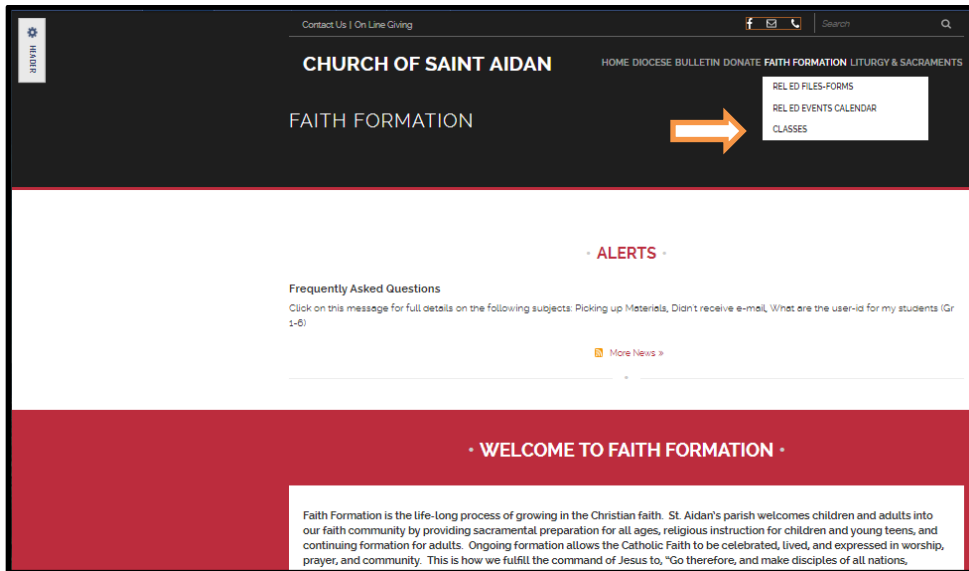 HEADER
Contact Us | On Line Giving
Search
CHURCH OF SAINT AIDAN
HOME DIOCESE BULLETIN DONATE FAITH FORMATION LITURGY & SACRAMENTS
REL ED FILES-FORMS
REL ED EVENTS CALENDAR
CLASSES
FAITH FORMATION
• ALERTS •
Frequently Asked Questions
Click on this message for full details on the following subjects: Picking up Materials, Didn't receive e-mail, What are the user-id for my students (Gr
1-6)
More News »
• WELCOME TO FAITH FORMATION •
Faith Formation is the life-long process of growing in the Christian faith. St. Aidan's parish welcomes children and adults into
our faith community by providing sacramental preparation for all ages, religious instruction for children and young teens, and
continuing formation for adults. Ongoing formation allows the Catholic Faith to be celebrated, lived, and expressed in worship,
prayer, and community. This is how we fulfill the command of Jesus to, "Go therefore, and make disciples of all nations,